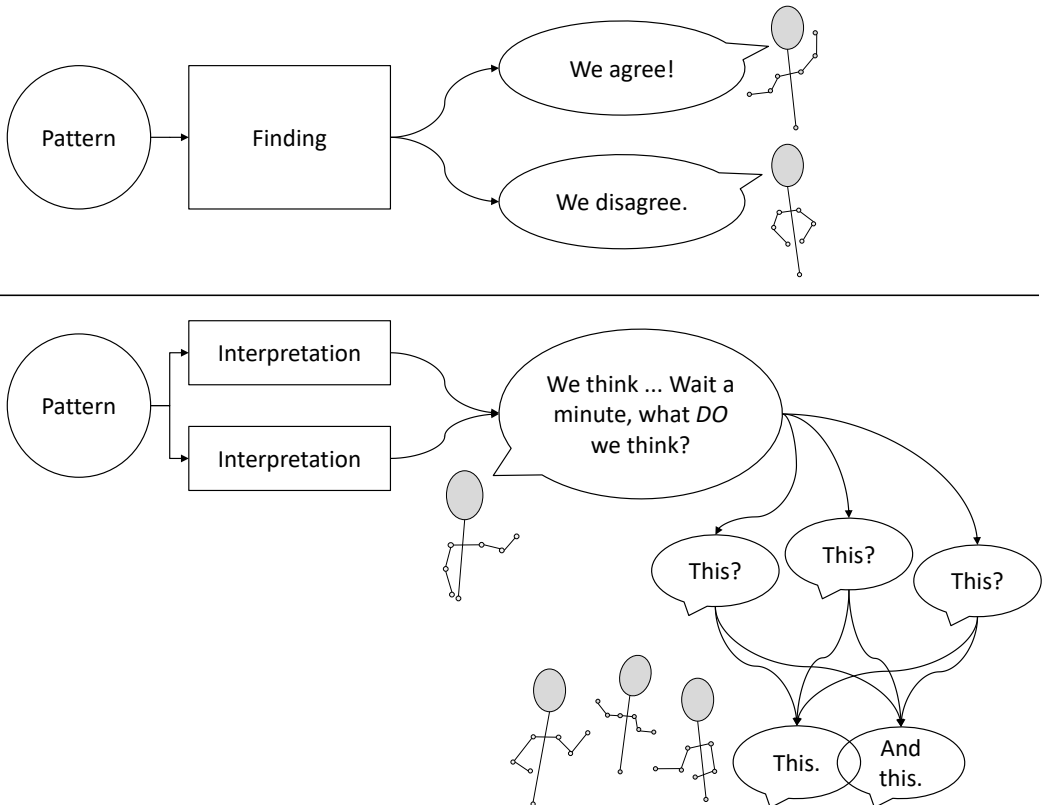 Pattern
Finding
We agree!
We disagree.
Pattern
Interpretation
Interpretation
We think ... Wait a
minute, what DO
we think?
This?
This?
This?
This.
And
this.